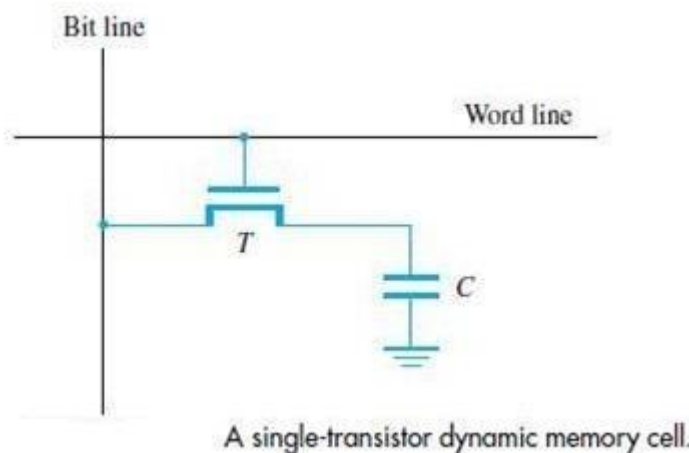 Bit line
Word line
T
C
A single-transistor dynamic memory cell.